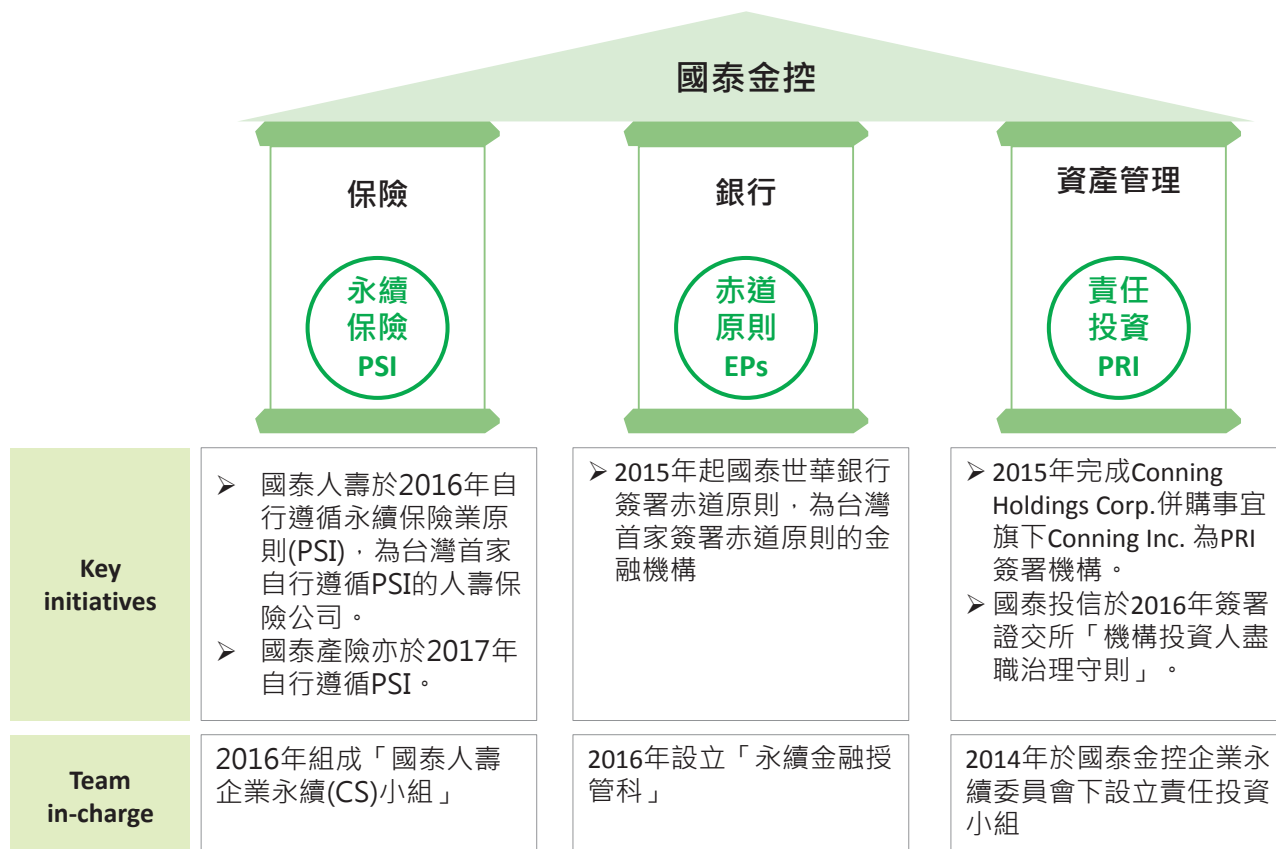 國泰金控
保險
永續
保險
PSI
銀行
赤道
原則
EPs
資產管理
責任
投資
PRI
Key
initiatives
➢ 國泰人壽於2016年自
行遵循永續保險業原
則(PSI)，為台灣首家
自行遵循PSI的人壽保
險公司。
➢ 國泰產險亦於2017年
自行遵循PSI。
➢ 2015年起國泰世華銀行
簽署赤道原則，為台灣
首家簽署赤道原則的金
融機構
➢ 2015年完成Conning
Holdings Corp.併購事宜
旗下Conning Inc. 為PRI
簽署機構。
➢ 國泰投信於2016年簽署
證交所「機構投資人盡
職治理守則」。
Team
in-charge
2016年組成「國泰人壽
企業永續(CS)小組」
2016年設立「永續金融授
管科」
2014年於國泰金控企業永
續委員會下設立責任投資
小組